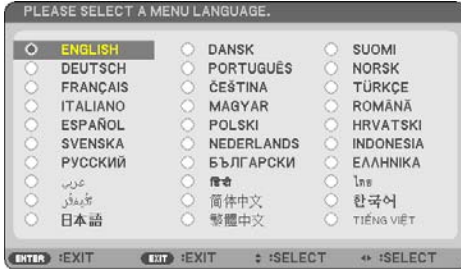 PLEASE SELECT A MENU LANGUAGE.
ENGLISH DANSK SUOMI
DEUTSCH PORTUGUÊS NORSK
FRANÇAIS ČEŠTINA TÜRKÇE
ITALIANO MAGYAR ROMÂNĂ
ESPAÑOL POLSKI HRVATSKI
SVENSKA NEDERLANDS INDONESIA
РУССКИЙ БЪЛГАРСКИ ΕΛΛΗΝΙΚΑ
عربي हिंदी ไทย
简体中文 한국어
日本語 繁體中文 TIẾNG VIỆT
ENTER :EXIT EXIT :EXIT :SELECT :SELECT